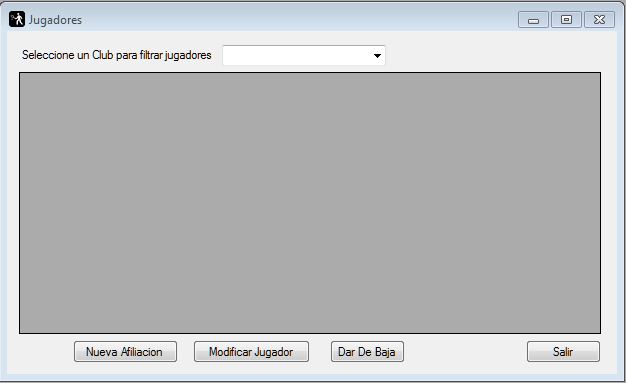 Jugadores
Seleccione un Club para filtrar jugadores
Nueva Afiliacion Modificar Jugador Dar De Baja Salir